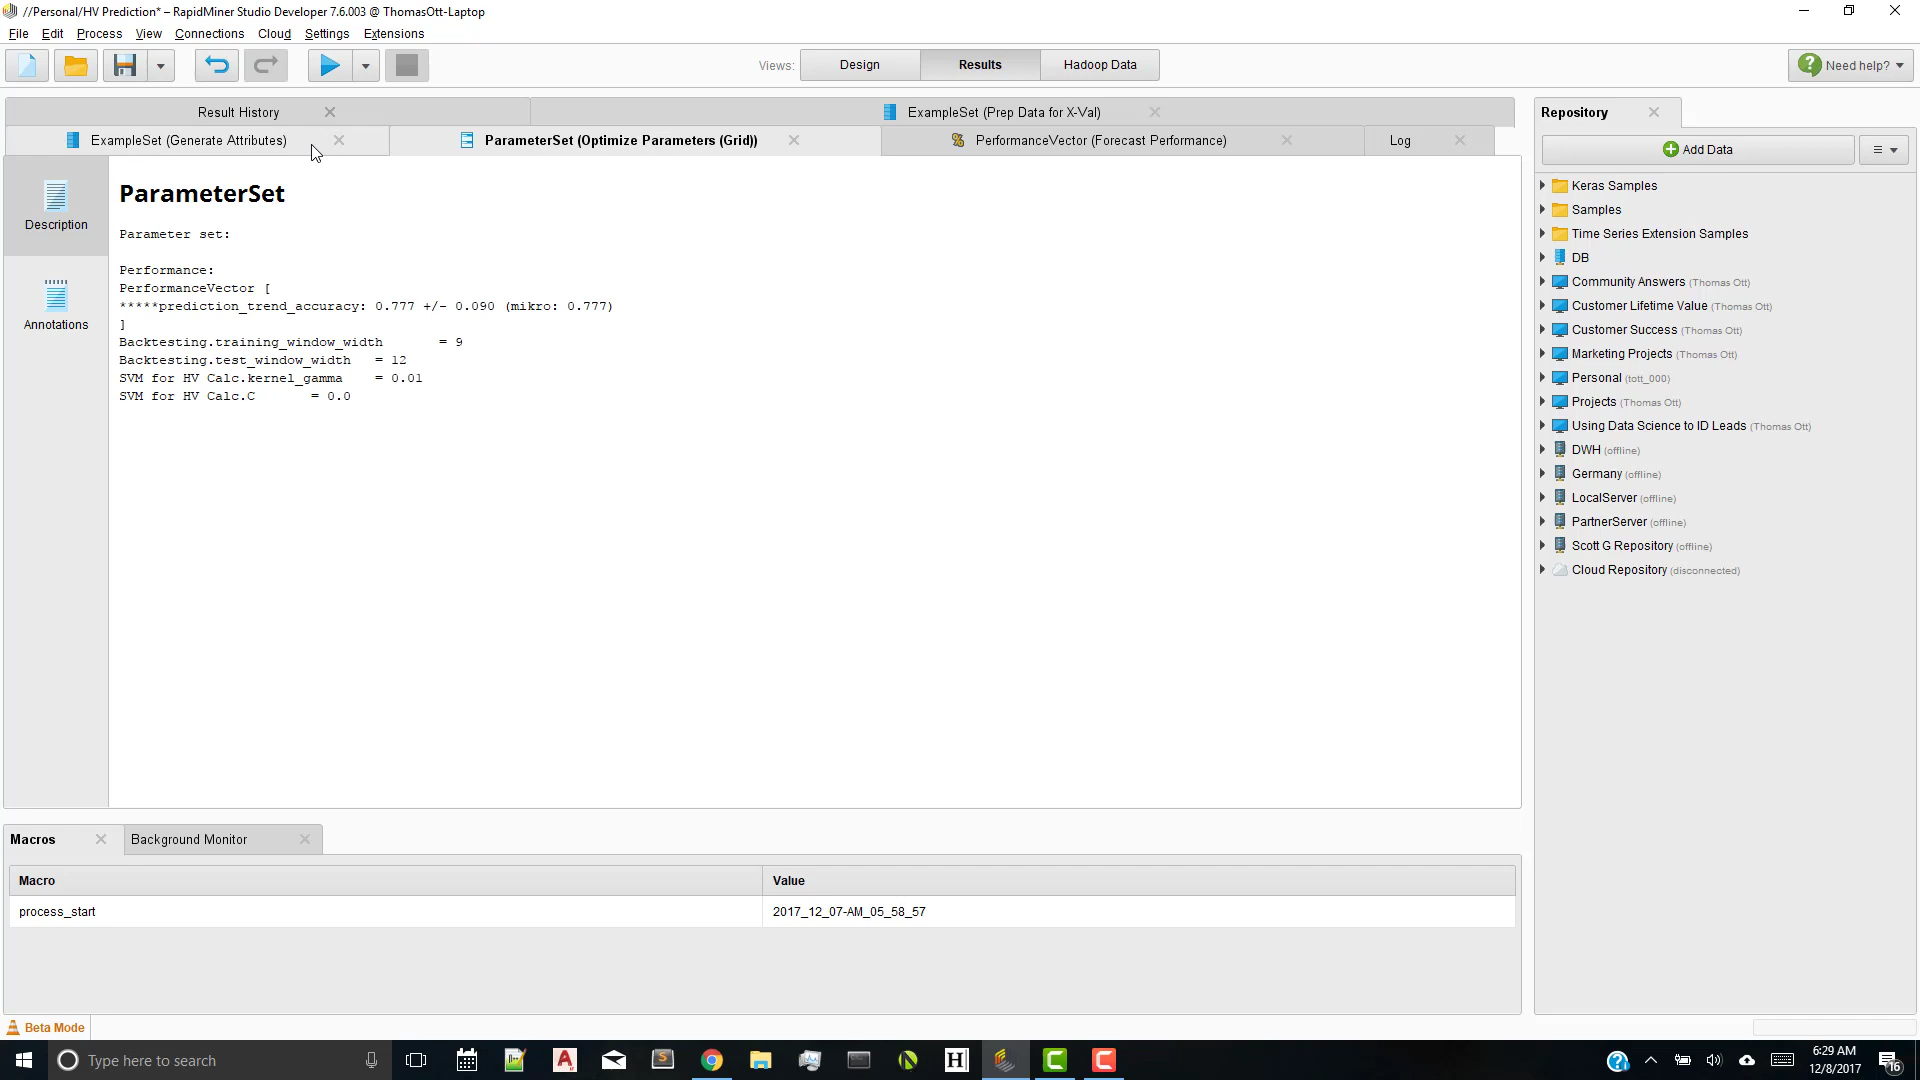 //Personal/HV Prediction* – RapidMiner Studio Developer 7.6.003 @ ThomasOtt-Laptop
File Edit Process View Connections Cloud Settings Extensions
Views: Design Results Hadoop Data
Need help?
Result History
ExampleSet (Prep Data for X-Val)
ExampleSet (Generate Attributes)
ParameterSet (Optimize Parameters (Grid))
PerformanceVector (Forecast Performance)
Log
Description
Annotations
ParameterSet
Parameter set:
Performance:
PerformanceVector [
*****prediction_trend_accuracy: 0.777 +/- 0.090 (mikro: 0.777)
]
Backtesting.training_window_width = 9
Backtesting.test_window_width = 12
SVM for HV Calc.kernel_gamma = 0.01
SVM for HV Calc.C = 0.0
Repository
Add Data
Keras Samples
Samples
Time Series Extension Samples
DB
Community Answers (Thomas Ott)
Customer Lifetime Value (Thomas Ott)
Customer Success (Thomas Ott)
Marketing Projects (Thomas Ott)
Personal (tott_000)
Projects (Thomas Ott)
Using Data Science to ID Leads (Thomas Ott)
DWH (offline)
Germany (offline)
LocalServer (offline)
PartnerServer (offline)
Scott G Repository (offline)
Cloud Repository (disconnected)
Macros
Background Monitor
Macro Value
process_start 2017_12_07-AM_05_58_57
Beta Mode
Type here to search
6:29 AM
12/8/2017
16